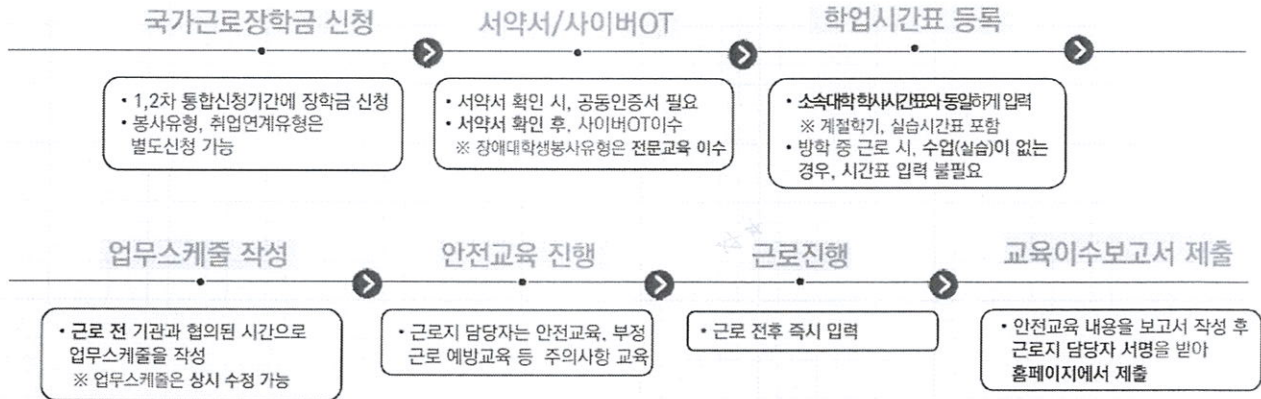 국가근로장학금 신청
서약서/사이버OT
학업시간표 등록
• 1,2차 통합신청기간에 장학금 신청
• 봉사유형, 취업연계유형은
별도신청 가능
• 서약서 확인 시, 공동인증서 필요
• 서약서 확인 후, 사이버OT이수
※ 장애대학생봉사유형은 전문교육 이수
• 소속대학 학사시간표와 동일하게 입력
※ 계절학기, 실습시간표 포함
• 방학 중 근로 시, 수업(실습)이 없는
경우, 시간표 입력 불필요
업무스케줄 작성
안전교육 진행
근로진행
교육이수보고서 제출
• 근로 전 기관과 협의된 시간으로
업무스케줄을 작성
※ 업무스케줄은 상시 수정 가능
• 근로지 담당자는 안전교육, 부정
근로 예방교육 등 주의사항 교육
• 근로 전후 즉시 입력
• 안전교육 내용을 보고서 작성 후
근로지 담당자 서명을 받아
홈페이지에서 제출